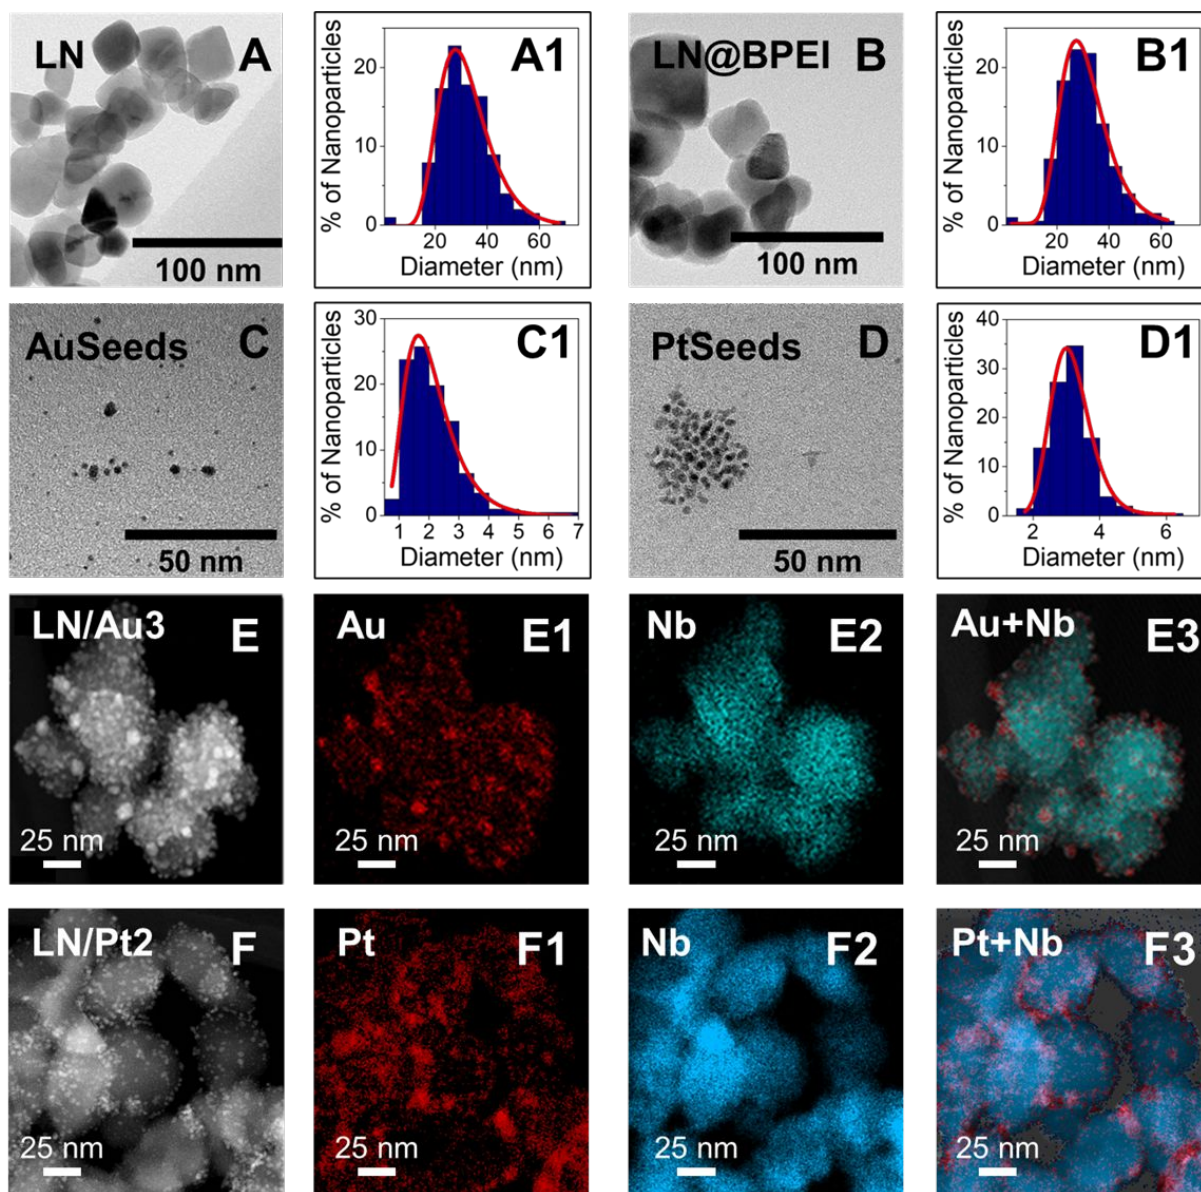 LN A
100 nm
A1
% of Nanoparticles
20
10
0
20 40 60
Diameter (nm)
LN@BPEI B
100 nm
B1
% of Nanoparticles
20
10
0
20 40 60
Diameter (nm)
AuSeeds C
50 nm
C1
% of Nanoparticles
30
20
10
0
1 2 3 4 5 6 7
Diameter (nm)
PtSeeds D
50 nm
D1
% of Nanoparticles
40
30
20
10
0
2 4 6
Diameter (nm)
LN/Au3 E
25 nm
Au E1
25 nm
Nb E2
25 nm
Au+Nb E3
25 nm
LN/Pt2 F
25 nm
Pt F1
25 nm
Nb F2
25 nm
Pt+Nb F3
25 nm